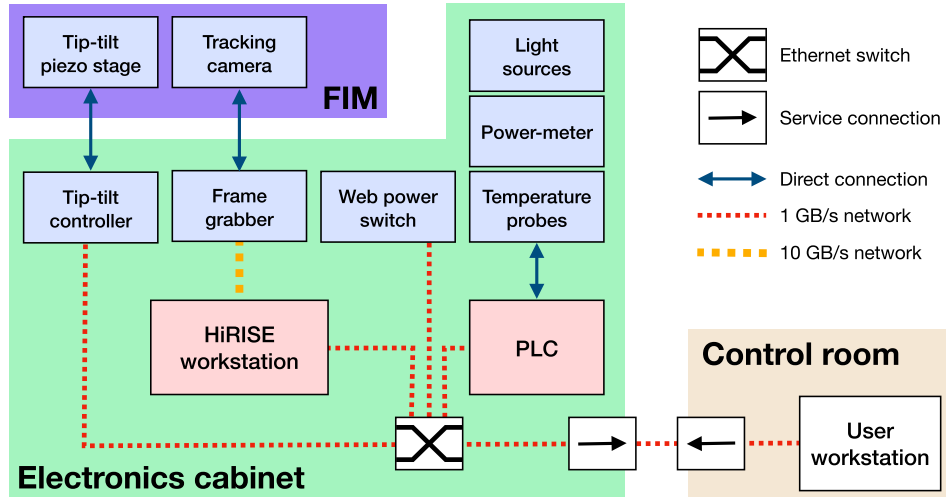 Tip-tilt
piezo stage
Tracking
camera
FIM
Light
sources
Power-meter
Temperature
probes
Tip-tilt
controller
Frame
grabber
Web power
switch
HiRISE
workstation
PLC
Electronics cabinet
Ethernet switch
Service connection
Direct connection
1 GB/s network
10 GB/s network
Control room
User
workstation